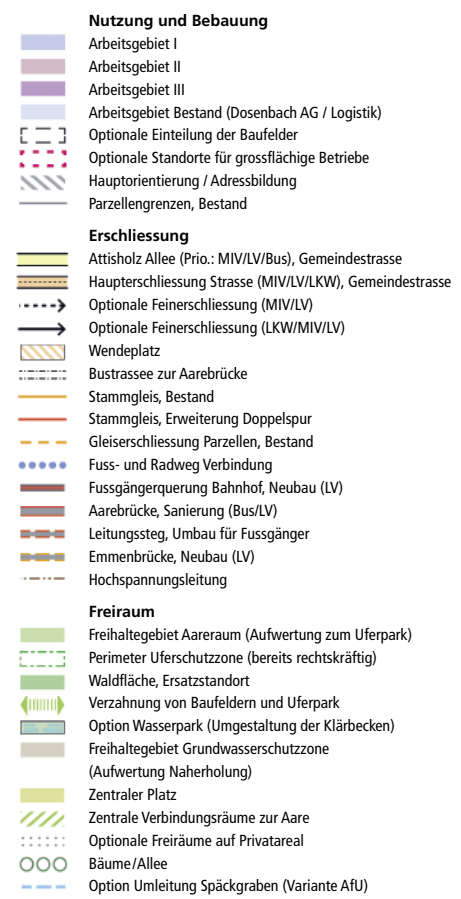 Nutzung und Bebauung
Arbeitsgebiet I
Arbeitsgebiet II
Arbeitsgebiet III
Arbeitsgebiet Bestand (Dosenbach AG / Logistik)
Optionale Einteilung der Baufelder
Optionale Standorte für grossflächige Betriebe
Hauptorientierung / Adressbildung
Parzellengrenzen, Bestand
Erschliessung
Attisholz Allee (Prio.: MIV/LV/Bus), Gemeindestrasse
Haupterschliessung Strasse (MIV/LV/LKW), Gemeindestrasse
Optionale Feinerschliessung (MIV/LV)
Optionale Feinerschliessung (LKW/MIV/LV)
Wendeplatz
Bustrassee zur Aarebrücke
Stammgleis, Bestand
Stammgleis, Erweiterung Doppelspur
Gleiserschliessung Parzellen, Bestand
Fuss- und Radweg Verbindung
Fussgängerquerung Bahnhof, Neubau (LV)
Aarebrücke, Sanierung (Bus/LV)
Leitungssteg, Umbau für Fussgänger
Emmenbrücke, Neubau (LV)
Hochspannungsleitung
Freiraum
Freihaltegebiet Aareraum (Aufwertung zum Uferpark)
Perimeter Uferschutzzone (bereits rechtskräftig)
Waldfläche, Ersatzstandort
Verzahnung von Baufeldern und Uferpark
Option Wasserpark (Umgestaltung der Klärbecken)
Freihaltegebiet Grundwasserschutzzone
(Aufwertung Naherholung)
Zentraler Platz
Zentrale Verbindungsräume zur Aare
Optionale Freiräume auf Privatareal
Bäume/Allee
Option Umleitung Späckgraben (Variante AfU)